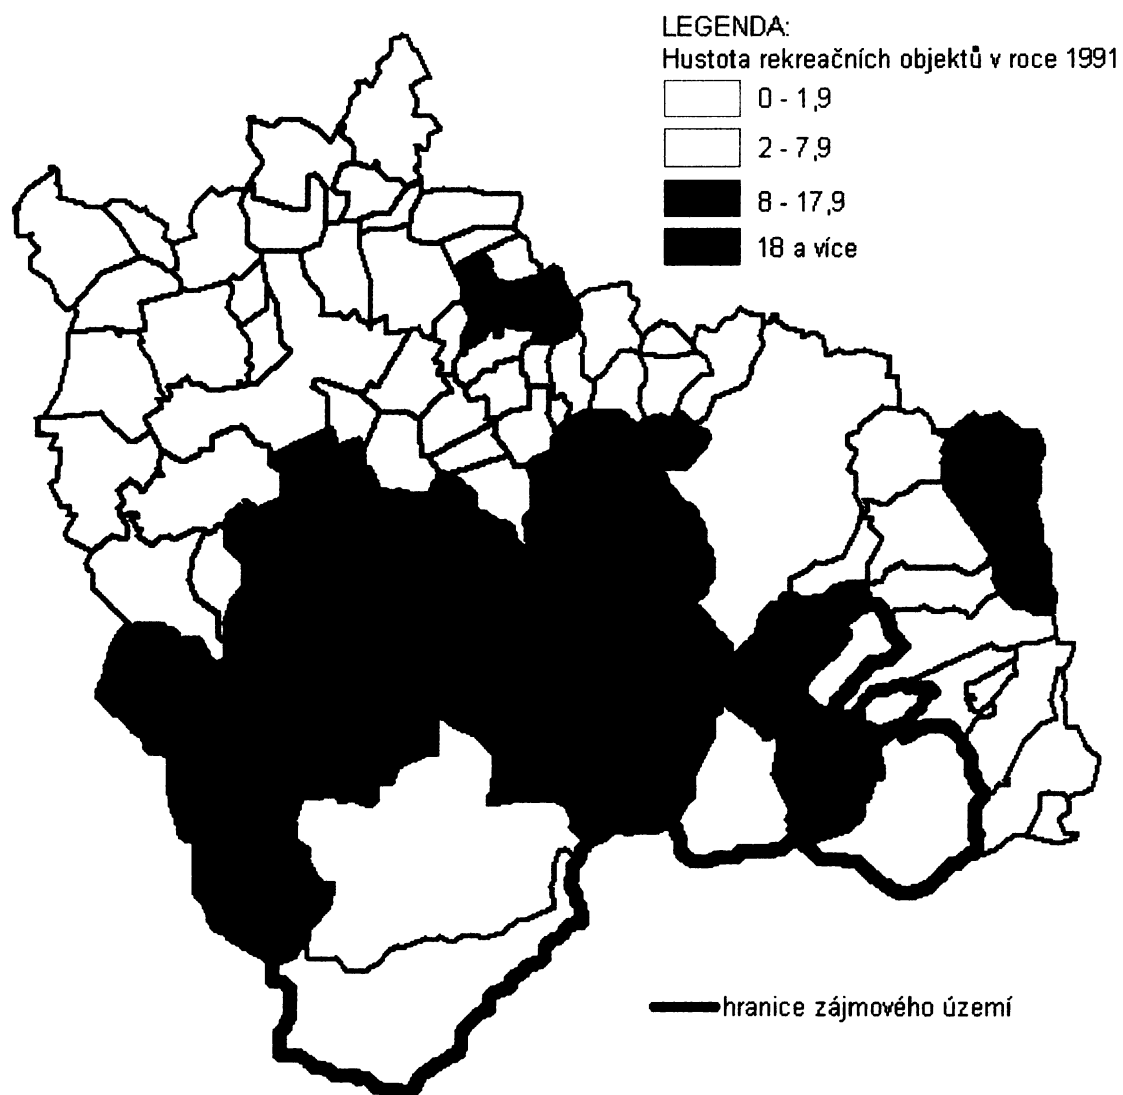 LEGENDA:
Hustota rekreačních objektů v roce 1991
0 - 1,9
2 - 7,9
8 - 17,9
18 a více
hranice zájmového území